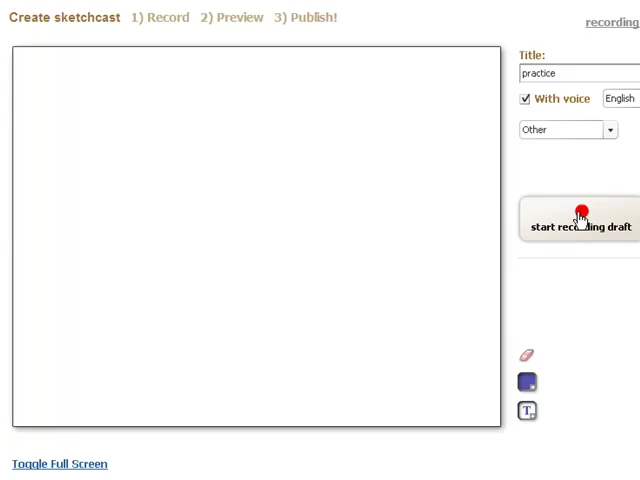 Create sketchcast 1) Record 2) Preview 3) Publish!
recording
Title:
practice
With voice English
Other
start recording draft
T
Toggle Full Screen